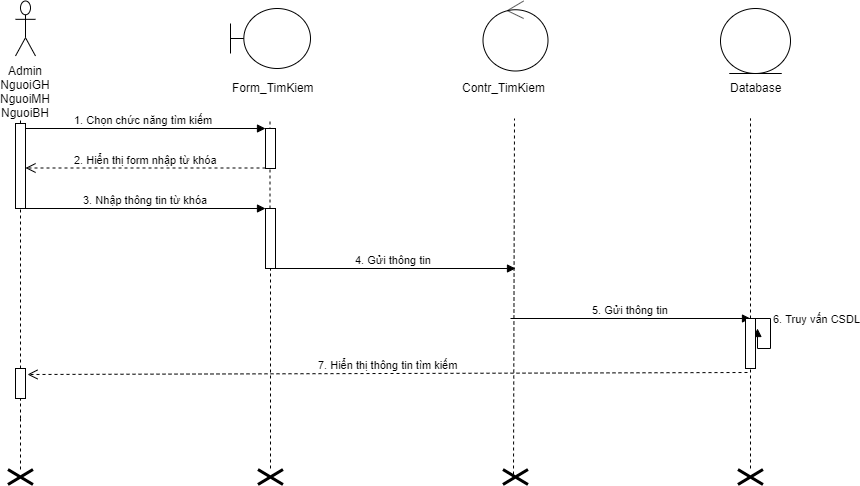 Admin
NguoiGH
NguoiMH
NguoiBH
Form_TimKiem
Contr_TimKiem
Database
1. Chọn chức năng tìm kiếm
2. Hiển thị form nhập từ khóa
3. Nhập thông tin từ khóa
4. Gửi thông tin
5. Gửi thông tin
6. Truy vấn CSDL
7. Hiển thị thông tin tìm kiếm